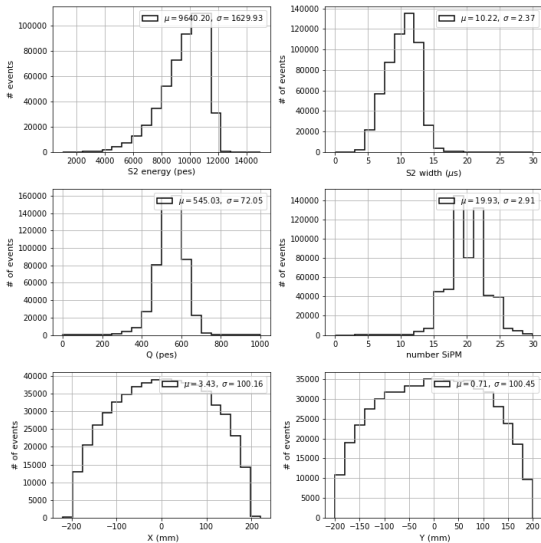 μ = 9640.20, σ = 1629.93
# events
100000
80000
60000
40000
20000
0
2000 4000 6000 8000 10000 12000 14000
S2 energy (pes)
μ = 10.22, σ = 2.37
# of events
140000
120000
100000
80000
60000
40000
20000
0
0 5 10 15 20 25 30
S2 width (μs)
μ = 545.03, σ = 72.05
# of events
160000
140000
120000
100000
80000
60000
40000
20000
0
0 200 400 600 800 1000
Q (pes)
μ = 19.93, σ = 2.91
# of events
140000
120000
100000
80000
60000
40000
20000
0
0 5 10 15 20 25 30
number SiPM
μ = 3.43, σ = 100.16
# of events
40000
35000
30000
25000
20000
15000
10000
5000
0
−200 −100 0 100 200
X (mm)
μ = 0.71, σ = 100.45
# of events
35000
30000
25000
20000
15000
10000
5000
0
−200 −150 −100 −50 0 50 100 150 200
Y (mm)